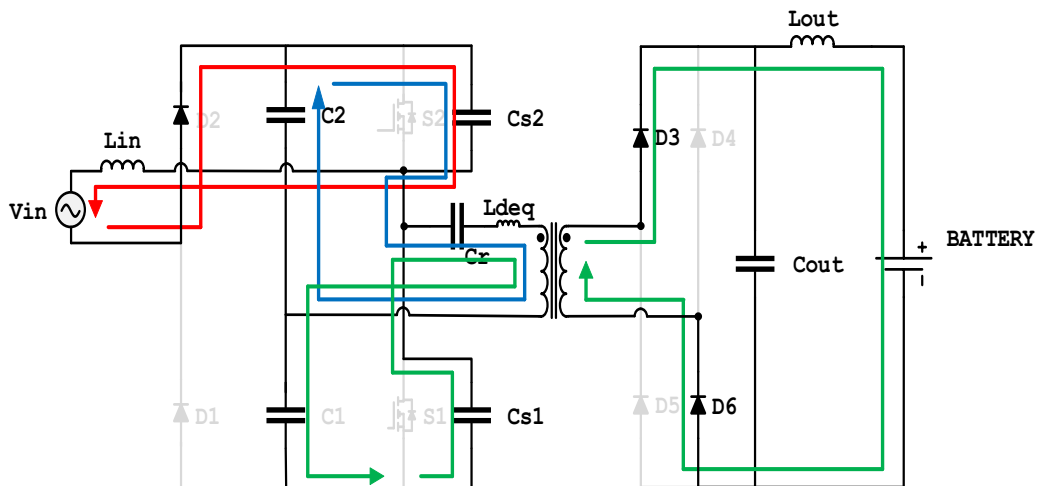 Lout
C2
D2
S2
Cs2
D3
D4
Lin
Vin
Ldeq
Cr
Cout
BATTERY
+
-
D1
C1
S1
Cs1
D5
D6